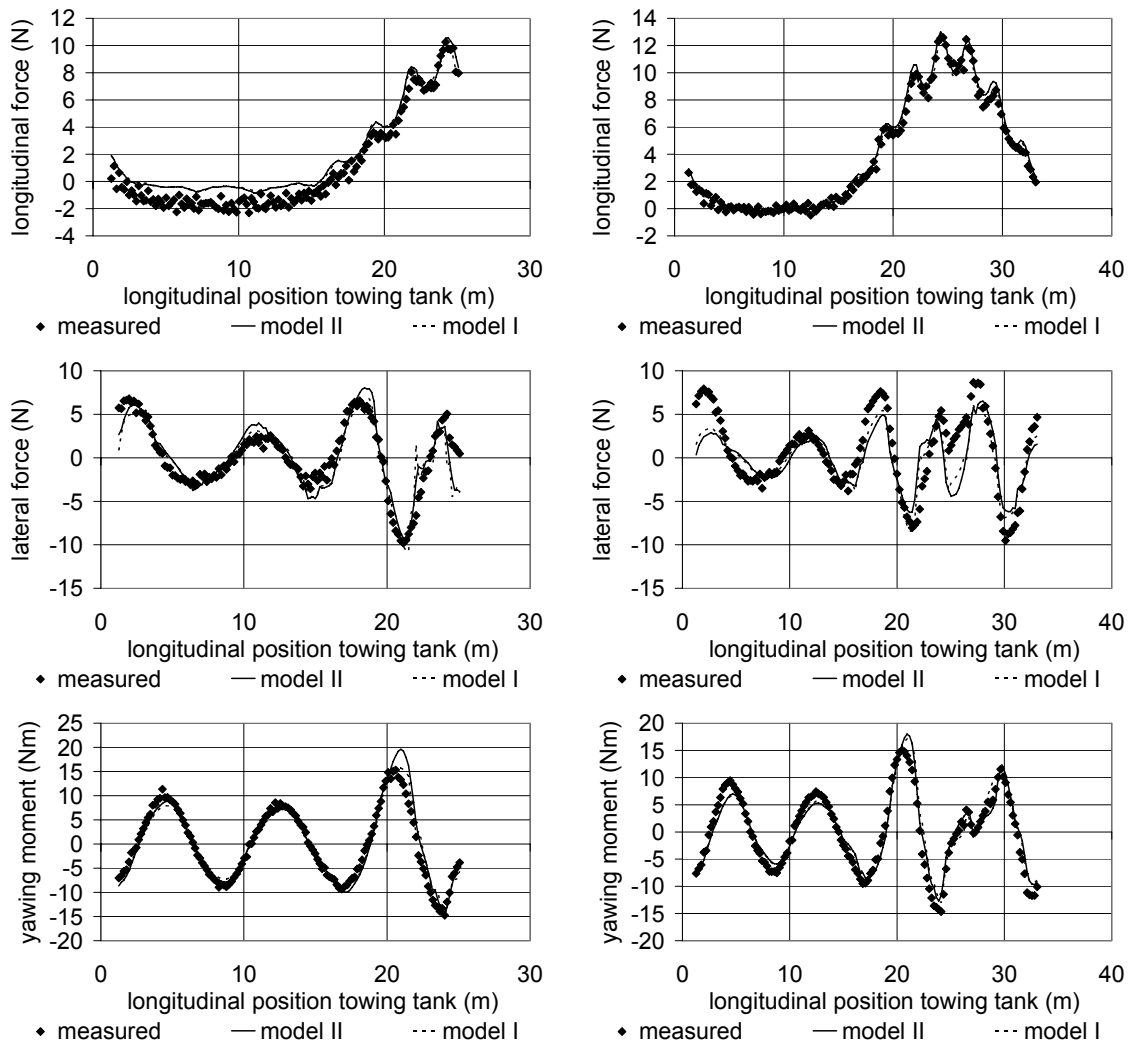 longitudinal force (N)
12
10
8
6
4
2
0
-2
-4
0 10 20 30
longitudinal position towing tank (m)
measured model II model I
longitudinal force (N)
14
12
10
8
6
4
2
0
-2
0 10 20 30 40
longitudinal position towing tank (m)
measured model II model I
lateral force (N)
10
5
0
-5
-10
-15
0 10 20 30
longitudinal position towing tank (m)
measured model II model I
lateral force (N)
10
5
0
-5
-10
-15
0 10 20 30 40
longitudinal position towing tank (m)
measured model II model I
yawing moment (Nm)
25
20
15
10
5
0
-5
-10
-15
-20
0 10 20 30
longitudinal position towing tank (m)
measured model II model I
yawing moment (Nm)
20
15
10
5
0
-5
-10
-15
-20
0 10 20 30 40
longitudinal position towing tank (m)
measured model II model I